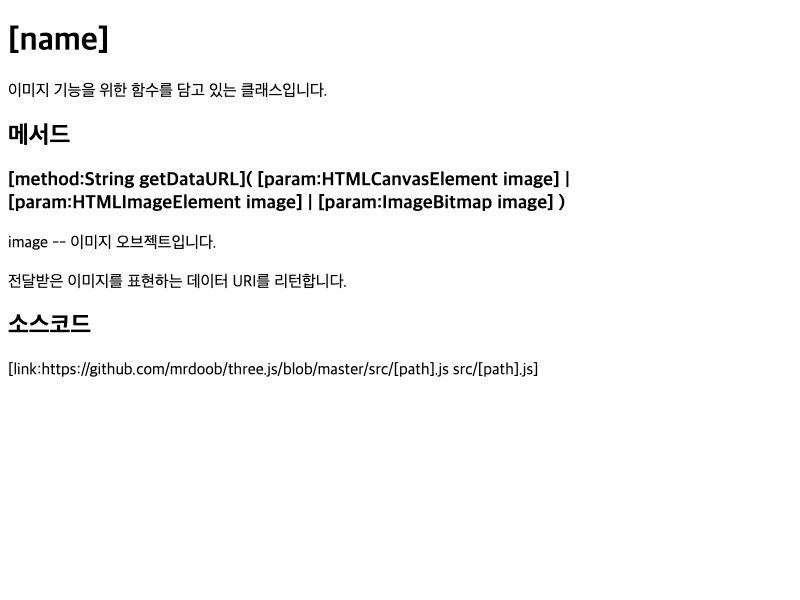 [name]
이미지 기능을 위한 함수를 담고 있는 클래스입니다.
메서드
[method:String getDataURL]( [param:HTMLCanvasElement image] |
[param:HTMLImageElement image] | [param:ImageBitmap image] )
image -- 이미지 오브젝트입니다.
전달받은 이미지를 표현하는 데이터 URI를 리턴합니다.
소스코드
[link:https://github.com/mrdoob/three.js/blob/master/src/[path].js src/[path].js]